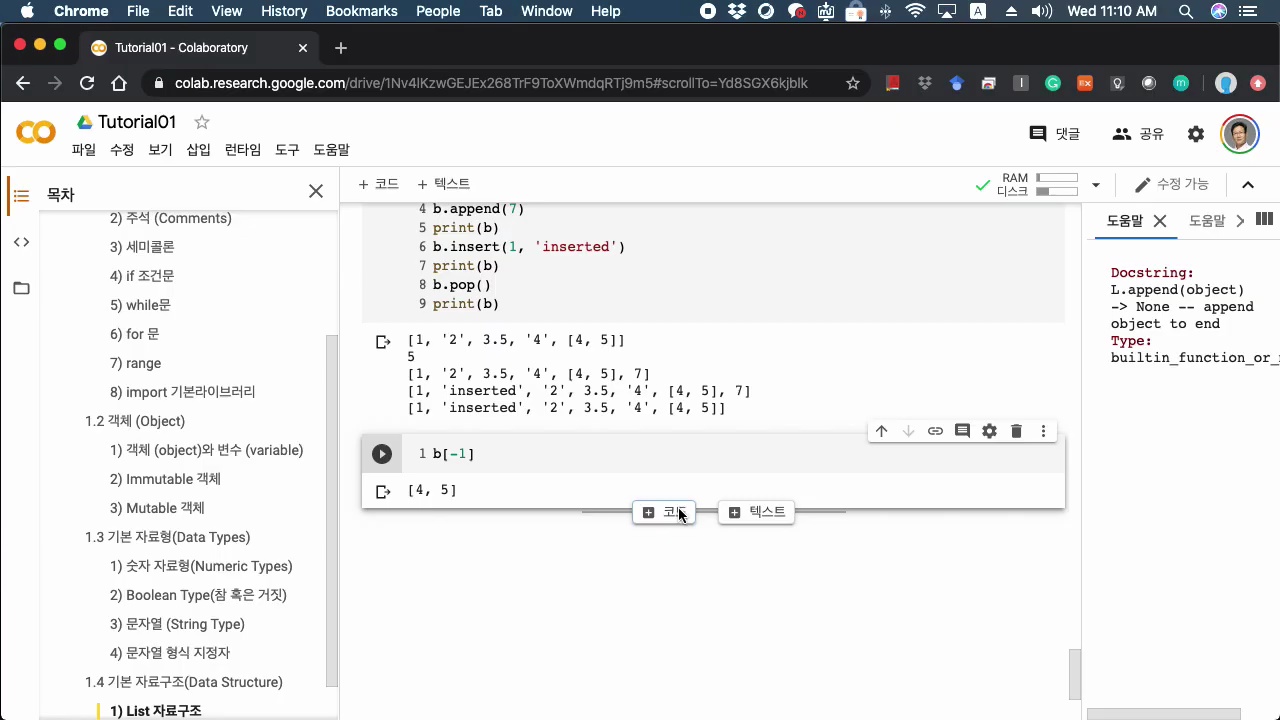 Chrome File Edit View History Bookmarks People Tab Window Help Wed 11:10 AM
Tutorial01 - Colaboratory
colab.research.google.com/drive/1Nv4lKzwGEJEx268TrF9ToXWmdqRTj9m5#scrollTo=Yd8SGX6kjblk
Tutorial01
댓글 공유
파일 수정 보기 삽입 런타임 도구 도움말
목차
+ 코드 + 텍스트
RAM
디스크
수정 가능
2) 주석 (Comments)
3) 세미콜론
4) if 조건문
5) while문
6) for 문
7) range
8) import 기본라이브러리
1.2 객체 (Object)
1) 객체 (object)와 변수 (variable)
2) Immutable 객체
3) Mutable 객체
1.3 기본 자료형(Data Types)
1) 숫자 자료형(Numeric Types)
2) Boolean Type(참 혹은 거짓)
3) 문자열 (String Type)
4) 문자열 형식 지정자
1.4 기본 자료구조(Data Structure)
1) List 자료구조
4 b.append(7)
5 print(b)
6 b.insert(1, 'inserted')
7 print(b)
8 b.pop()
9 print(b)
[1, '2', 3.5, '4', [4, 5]]
5
[1, '2', 3.5, '4', [4, 5], 7]
[1, 'inserted', '2', 3.5, '4', [4, 5], 7]
[1, 'inserted', '2', 3.5, '4', [4, 5]]
1 b[-1]
[4, 5]
코드 텍스트
도움말 도움말
Docstring:
L.append(object)
-> None -- append
object to end
Type:
builtin_function_or_